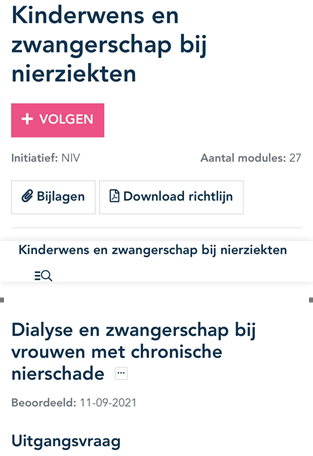 Kinderwens en
zwangerschap bij
nierziekten
+ VOLGEN
Initiatief: NIV Aantal modules: 27
Bijlagen Download richtlijn
Kinderwens en zwangerschap bij nierziekten
Dialyse en zwangerschap bij
vrouwen met chronische
nierschade ...
Beoordeeld: 11-09-2021
Uitgangsvraag